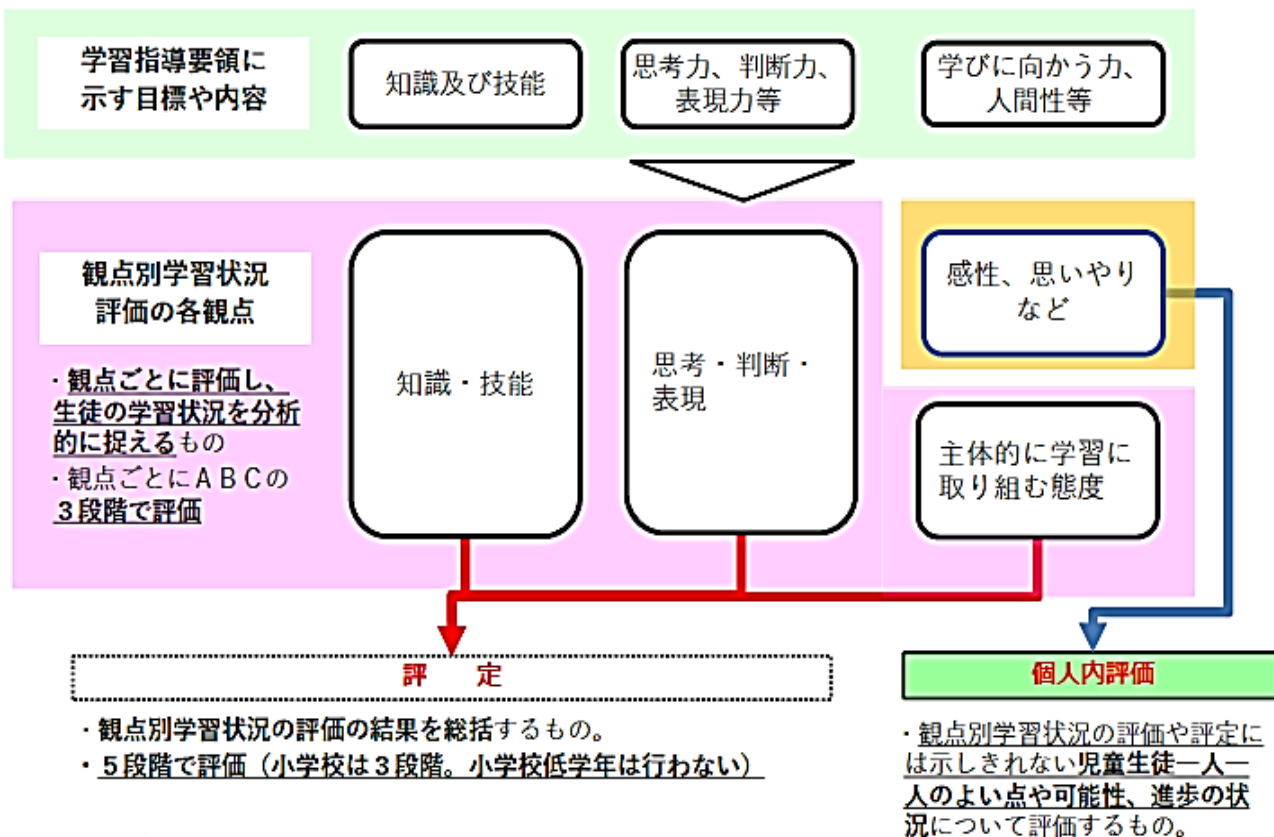 学習指導要領に
示す目標や内容
知識及び技能
思考力、判断力、
表現力等
学びに向かう力、
人間性等
観点別学習状況
評価の各観点
・観点ごとに評価し、
生徒の学習状況を分析
的に捉えるもの
・観点ごとにＡＢＣの
３段階で評価
知識・技能
思考・判断・
表現
感性、思いやり
など
主体的に学習に
取り組む態度
評　定
・観点別学習状況の評価の結果を総括するもの。
・５段階で評価（小学校は３段階。小学校低学年は行わない）
個人内評価
・観点別学習状況の評価や評定に
は示しきれない児童生徒一人一
人のよい点や可能性、進歩の状
況について評価するもの。